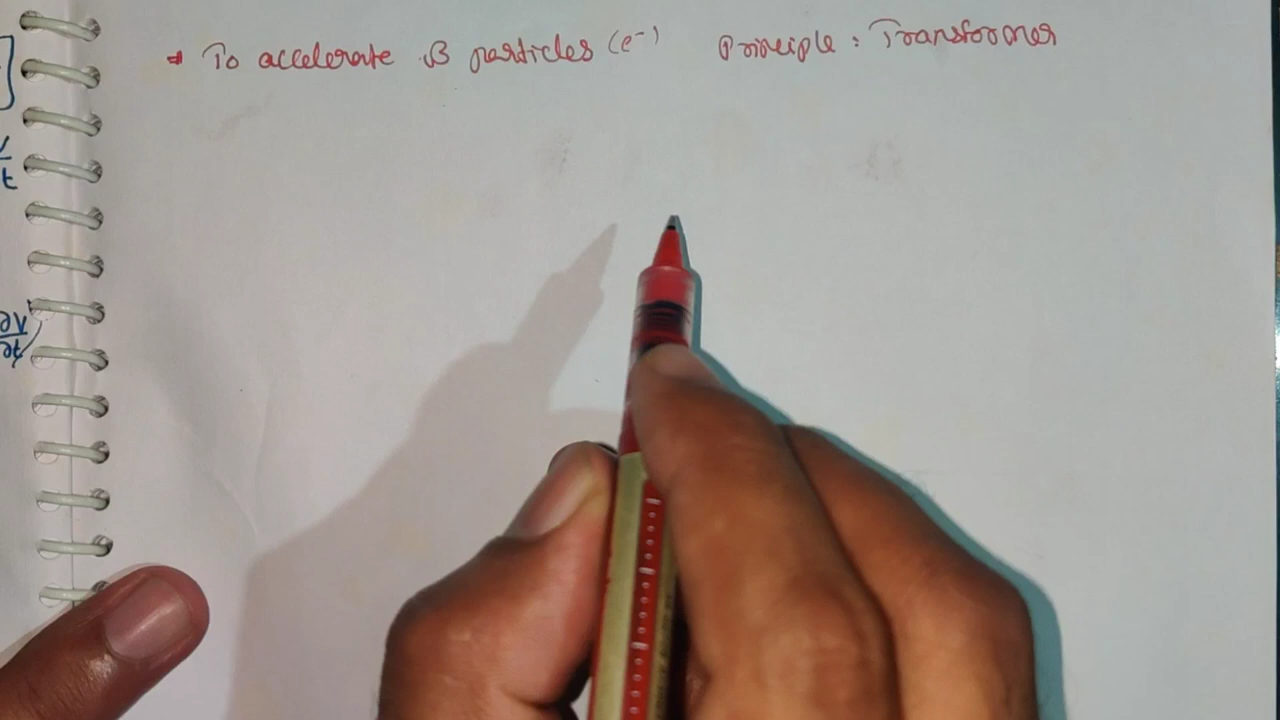 → To accelerate β particles (e⁻) Principle : Transformer